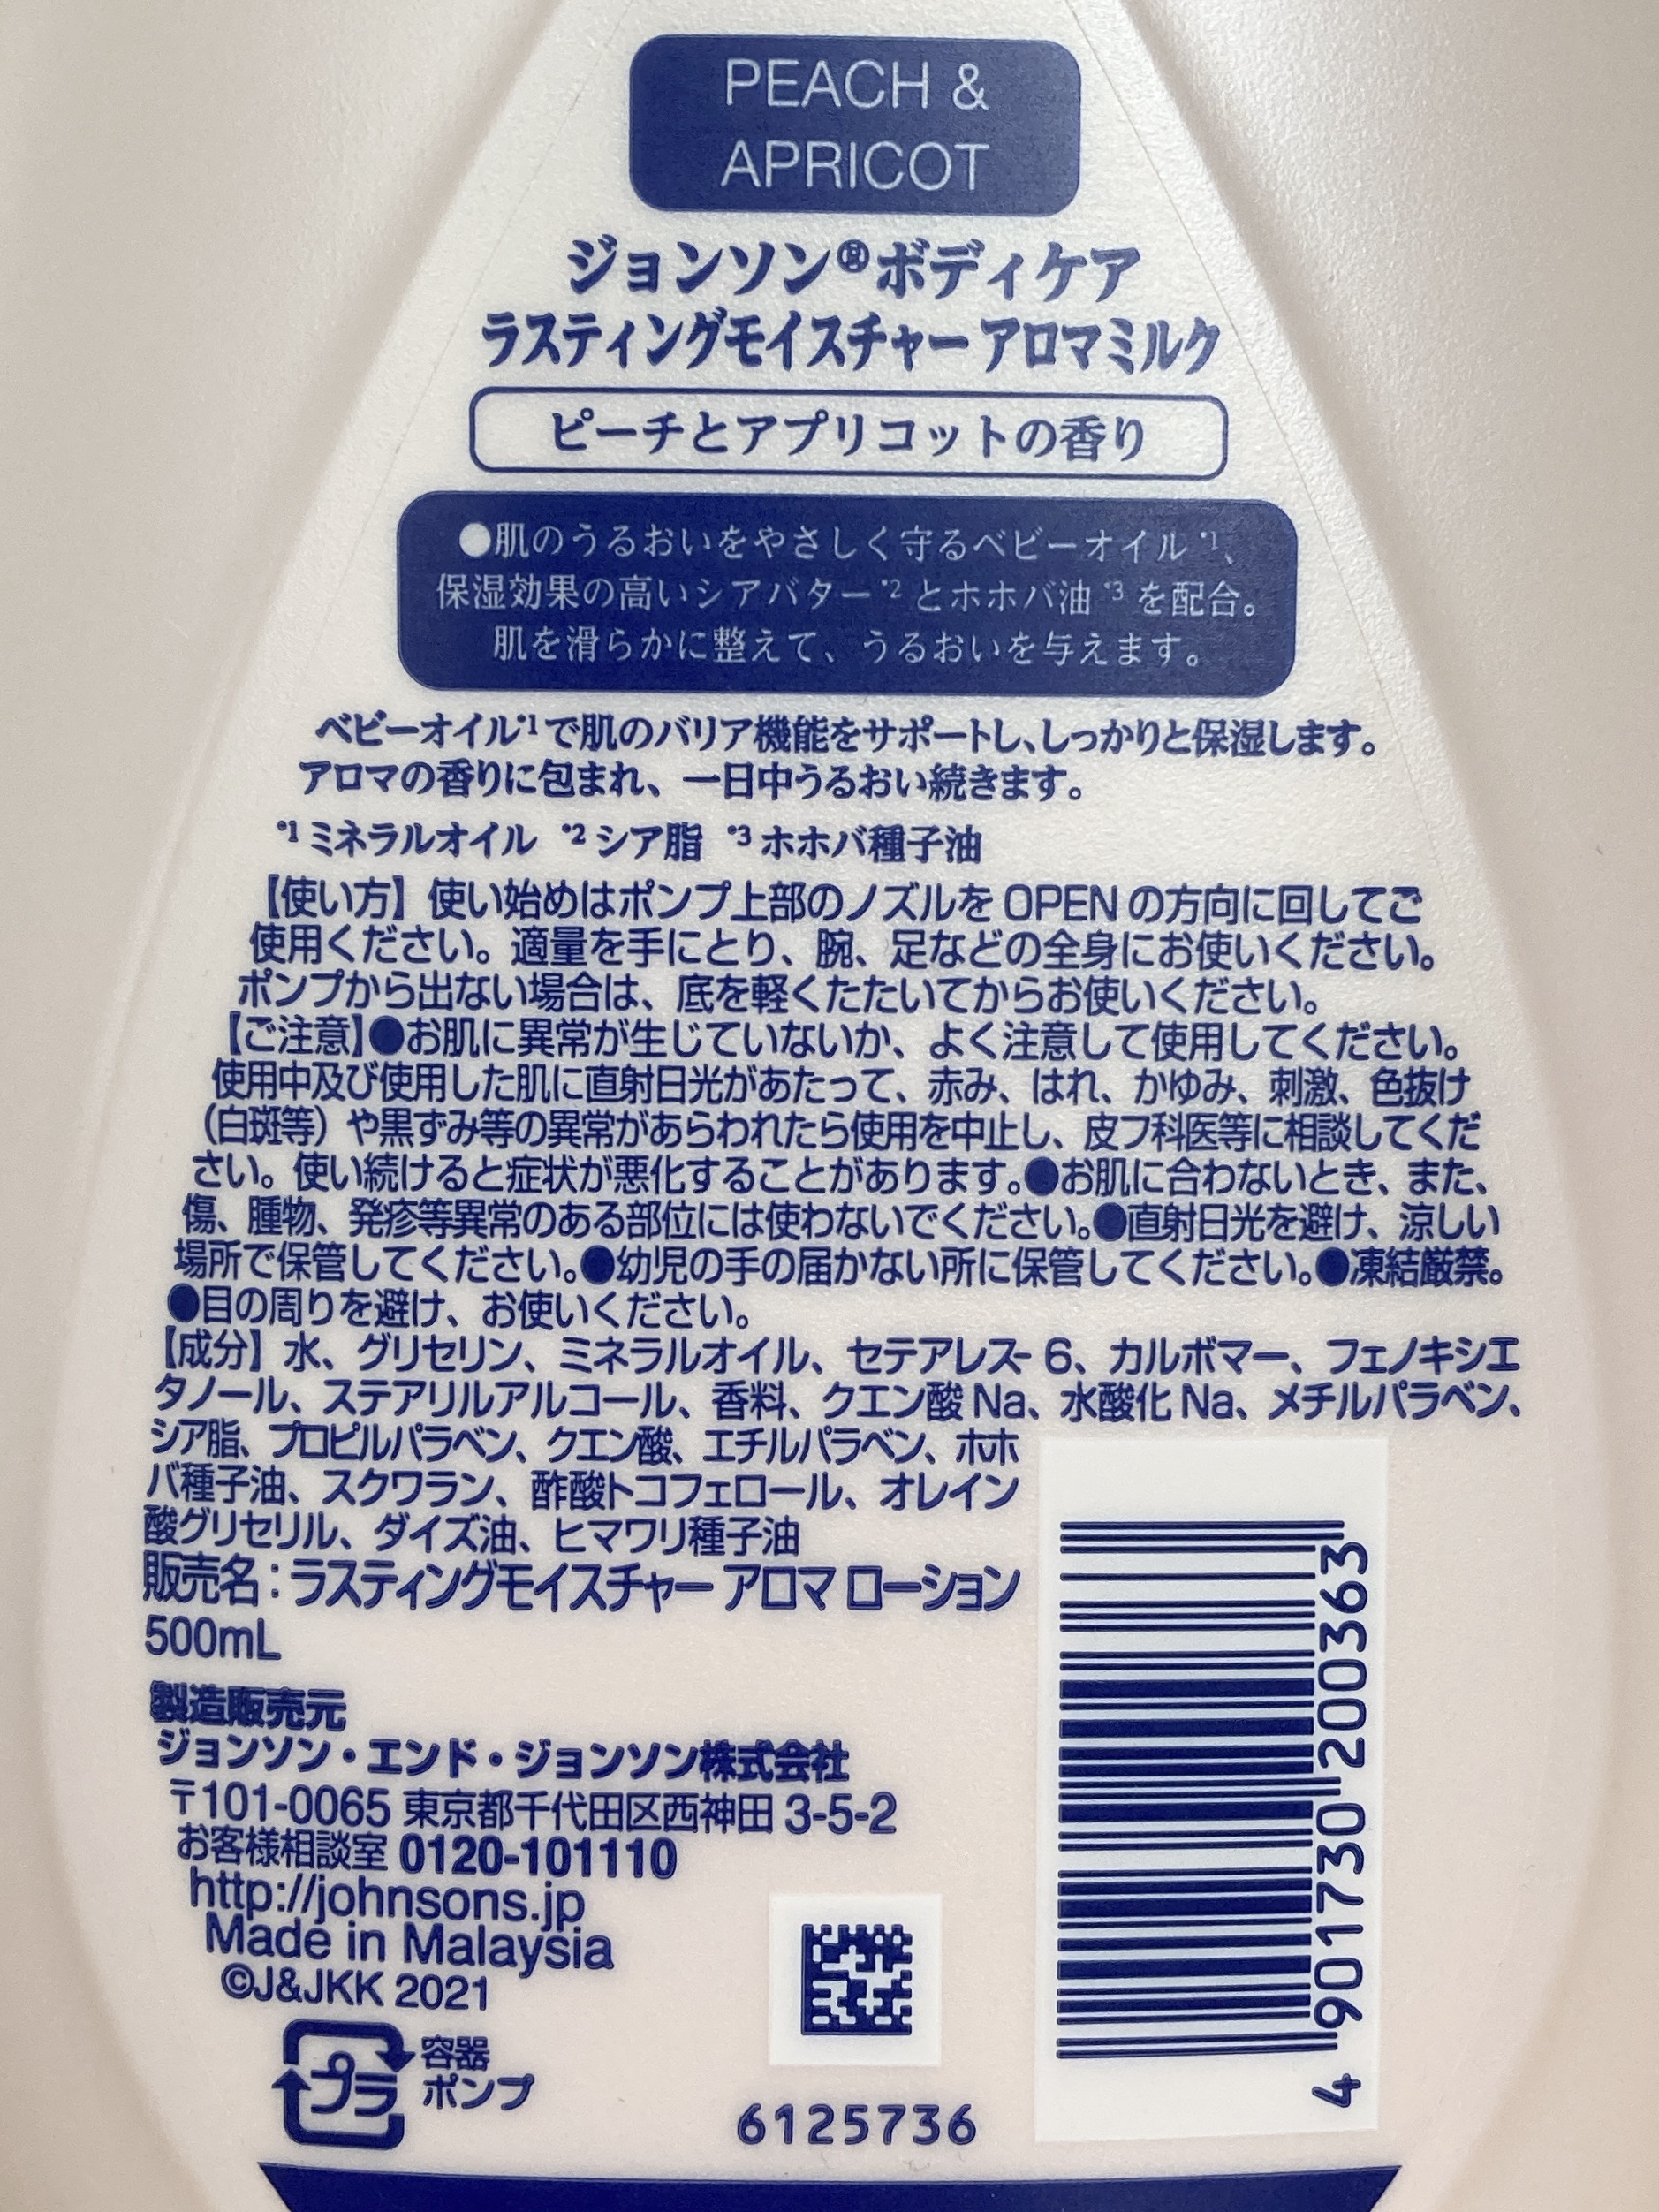 PEACH &
APRICOT
ジョンソン®ボディケア
ラスティングモイスチャー アロマミルク
ピーチとアプリコットの香り
●肌のうるおいをやさしく守るベビーオイル*1、
保湿効果の高いシアバター*2とホホバ油*3を配合。
肌を滑らかに整えて、うるおいを与えます。
ベビーオイル*1で肌のバリア機能をサポートし、しっかりと保湿します。
アロマの香りに包まれ、一日中うるおい続きます。
*1 ミネラルオイル *2 シア脂 *3 ホホバ種子油
【使い方】使い始めはポンプ上部のノズルを OPEN の方向に回してご
使用ください。適量を手にとり、腕、足などの全身にお使いください。
ポンプから出ない場合は、底を軽くたたいてからお使いください。
【ご注意】●お肌に異常が生じていないか、よく注意して使用してください。
使用中及び使用した肌に直射日光があたって、赤み、はれ、かゆみ、刺激、色抜け
（白斑等）や黒ずみ等の異常があらわれたら使用を中止し、皮フ科医等に相談してくだ
さい。使い続けると症状が悪化することがあります。●お肌に合わないとき、また、
傷、腫物、発疹等異常のある部位には使わないでください。●直射日光を避け、涼しい
場所で保管してください。●幼児の手の届かない所に保管してください。●凍結厳禁。
●目の周りを避け、お使いください。
【成分】水、グリセリン、ミネラルオイル、セテアレス- 6、カルボマー、フェノキシエ
タノール、ステアリルアルコール、香料、クエン酸 Na、水酸化 Na、メチルパラベン、
シア脂、プロピルパラベン、クエン酸、エチルパラベン、ホホ
バ種子油、スクワラン、酢酸トコフェロール、オレイン
酸グリセリル、ダイズ油、ヒマワリ種子油
販売名：ラスティングモイスチャー アロマ ローション
500mL
製造販売元
ジョンソン・エンド・ジョンソン株式会社
〒101-0065 東京都千代田区西神田 3-5-2
お客様相談室 0120-101110
http://johnsons.jp
Made in Malaysia
©J&JKK 2021
プラ
容器
ポンプ
6125736
4 901730 200363